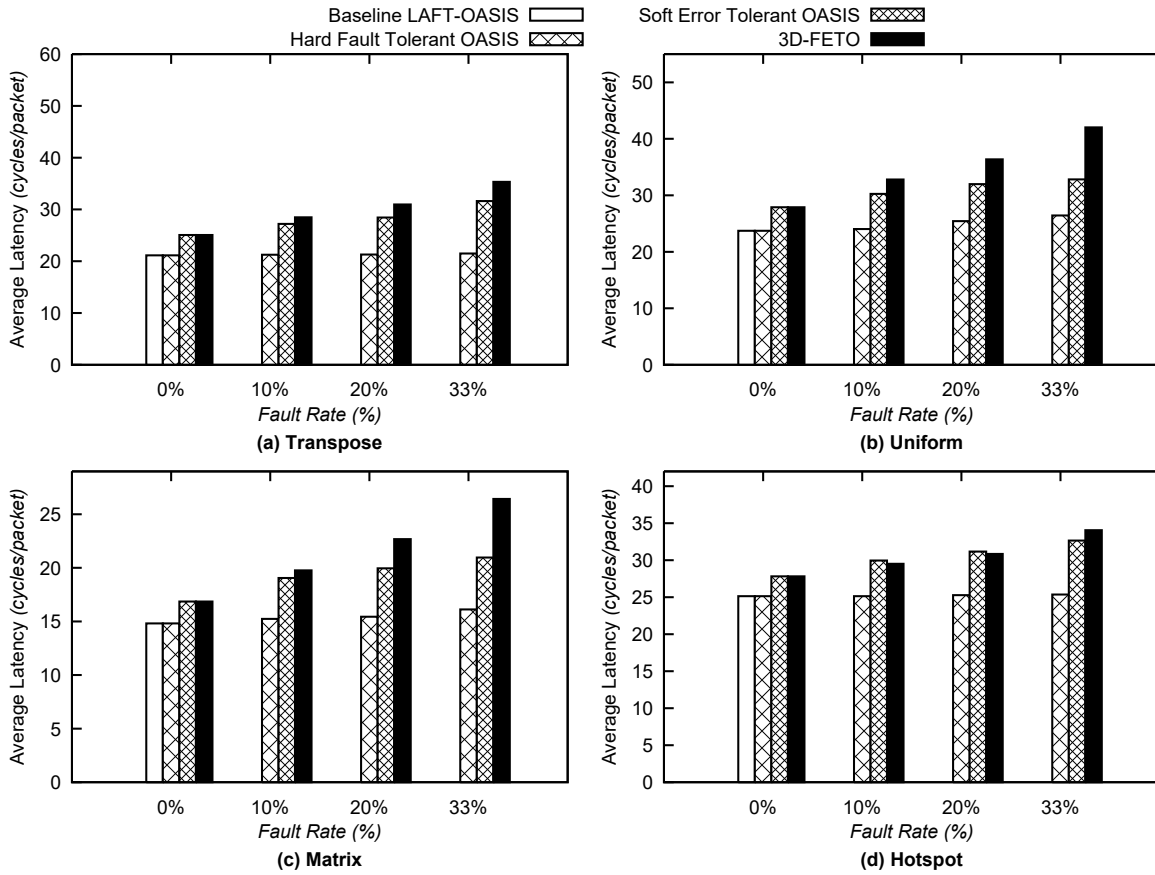 Baseline LAFT-OASIS
Hard Fault Tolerant OASIS
Soft Error Tolerant OASIS
3D-FETO
60
50
40
30
20
10
0
Average Latency (cycles/packet)
0% 10% 20% 33%
Fault Rate (%)
(a) Transpose
50
40
30
20
10
0
Average Latency (cycles/packet)
0% 10% 20% 33%
Fault Rate (%)
(b) Uniform
25
20
15
10
5
0
Average Latency (cycles/packet)
0% 10% 20% 33%
Fault Rate (%)
(c) Matrix
40
35
30
25
20
15
10
5
0
Average Latency (cycles/packet)
0% 10% 20% 33%
Fault Rate (%)
(d) Hotspot